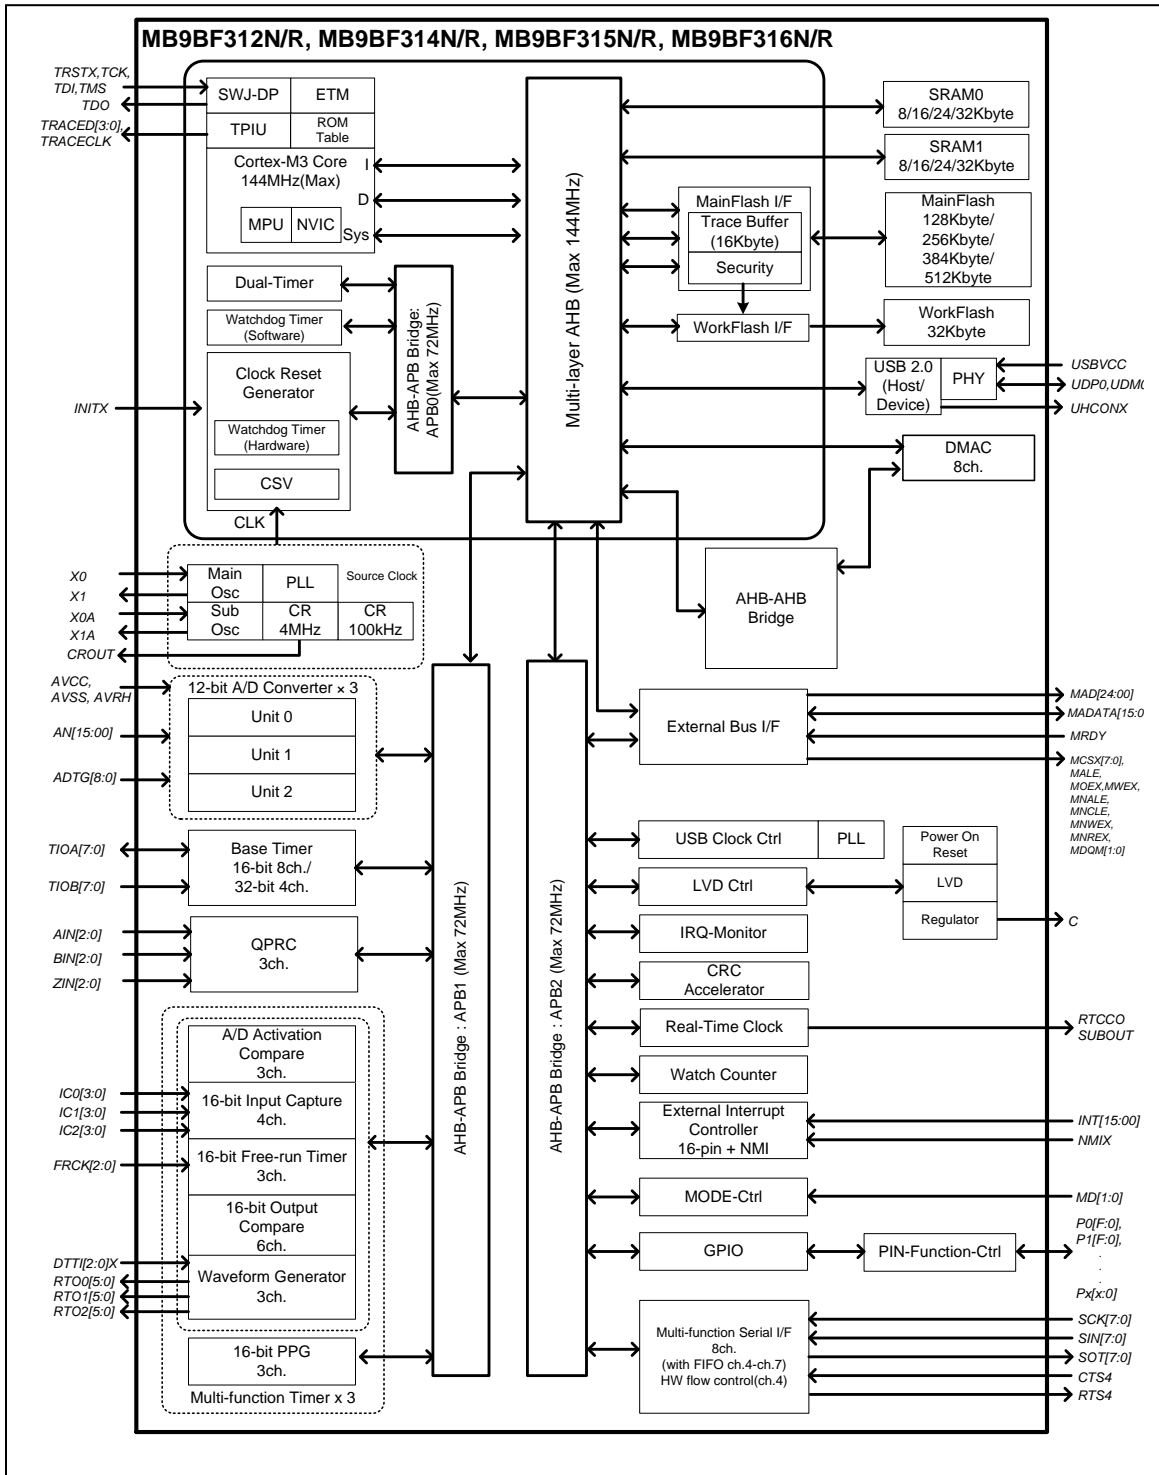 MB9BF312N/R, MB9BF314N/R, MB9BF315N/R, MB9BF316N/R
TRSTX,TCK,
TDI,TMS
TDO
TRACED[3:0],
TRACECLK
SWJ-DP
ETM
TPIU
ROM
Table
Cortex-M3 Core
144MHz(Max)
I
D
Sys
MPU
NVIC
Dual-Timer
Watchdog Timer
(Software)
Clock Reset
Generator
Watchdog Timer
(Hardware)
CSV
CLK
INITX
AHB-APB Bridge:
APB0(Max 72MHz)
Multi-layer AHB (Max 144MHz)
MainFlash I/F
Trace Buffer
(16Kbyte)
Security
WorkFlash I/F
SRAM0
8/16/24/32Kbyte
SRAM1
8/16/24/32Kbyte
MainFlash
128Kbyte/
256Kbyte/
384Kbyte/
512Kbyte
WorkFlash
32Kbyte
USB 2.0
(Host/
Device)
PHY
USBVCC
UDP0,UDM0
UHCONX
DMAC
8ch.
AHB-AHB
Bridge
X0
X1
X0A
X1A
CROUT
Main
Osc
PLL
Source Clock
Sub
Osc
CR
4MHz
CR
100kHz
AVCC,
AVSS, AVRH
AN[15:00]
ADTG[8:0]
12-bit A/D Converter × 3
Unit 0
Unit 1
Unit 2
TIOA[7:0]
TIOB[7:0]
Base Timer
16-bit 8ch./
32-bit 4ch.
AIN[2:0]
BIN[2:0]
ZIN[2:0]
QPRC
3ch.
A/D Activation
Compare
3ch.
IC0[3:0]
IC1[3:0]
IC2[3:0]
16-bit Input Capture
4ch.
FRCK[2:0]
16-bit Free-run Timer
3ch.
16-bit Output
Compare
6ch.
DTTI[2:0]X
RTO0[5:0]
RTO1[5:0]
RTO2[5:0]
Waveform Generator
3ch.
16-bit PPG
3ch.
Multi-function Timer x 3
AHB-APB Bridge : APB1 (Max 72MHz)
AHB-APB Bridge : APB2 (Max 72MHz)
External Bus I/F
MAD[24:00]
MADATA[15:0
MRDY
MCSX[7:0],
MALE,
MOEX,MWEX,
MNALE,
MNCLE,
MNWEX,
MNREX,
MDQM[1:0]
USB Clock Ctrl
PLL
LVD Ctrl
Power On
Reset
LVD
Regulator
C
IRQ-Monitor
CRC
Accelerator
Real-Time Clock
RTCCO
SUBOUT
Watch Counter
External Interrupt
Controller
16-pin + NMI
INT[15:00]
NMIX
MODE-Ctrl
MD[1:0]
GPIO
PIN-Function-Ctrl
P0[F:0],
P1[F:0],
.
.
.
Px[x:0]
Multi-function Serial I/F
8ch.
(with FIFO ch.4-ch.7)
HW flow control(ch.4)
SCK[7:0]
SIN[7:0]
SOT[7:0]
CTS4
RTS4